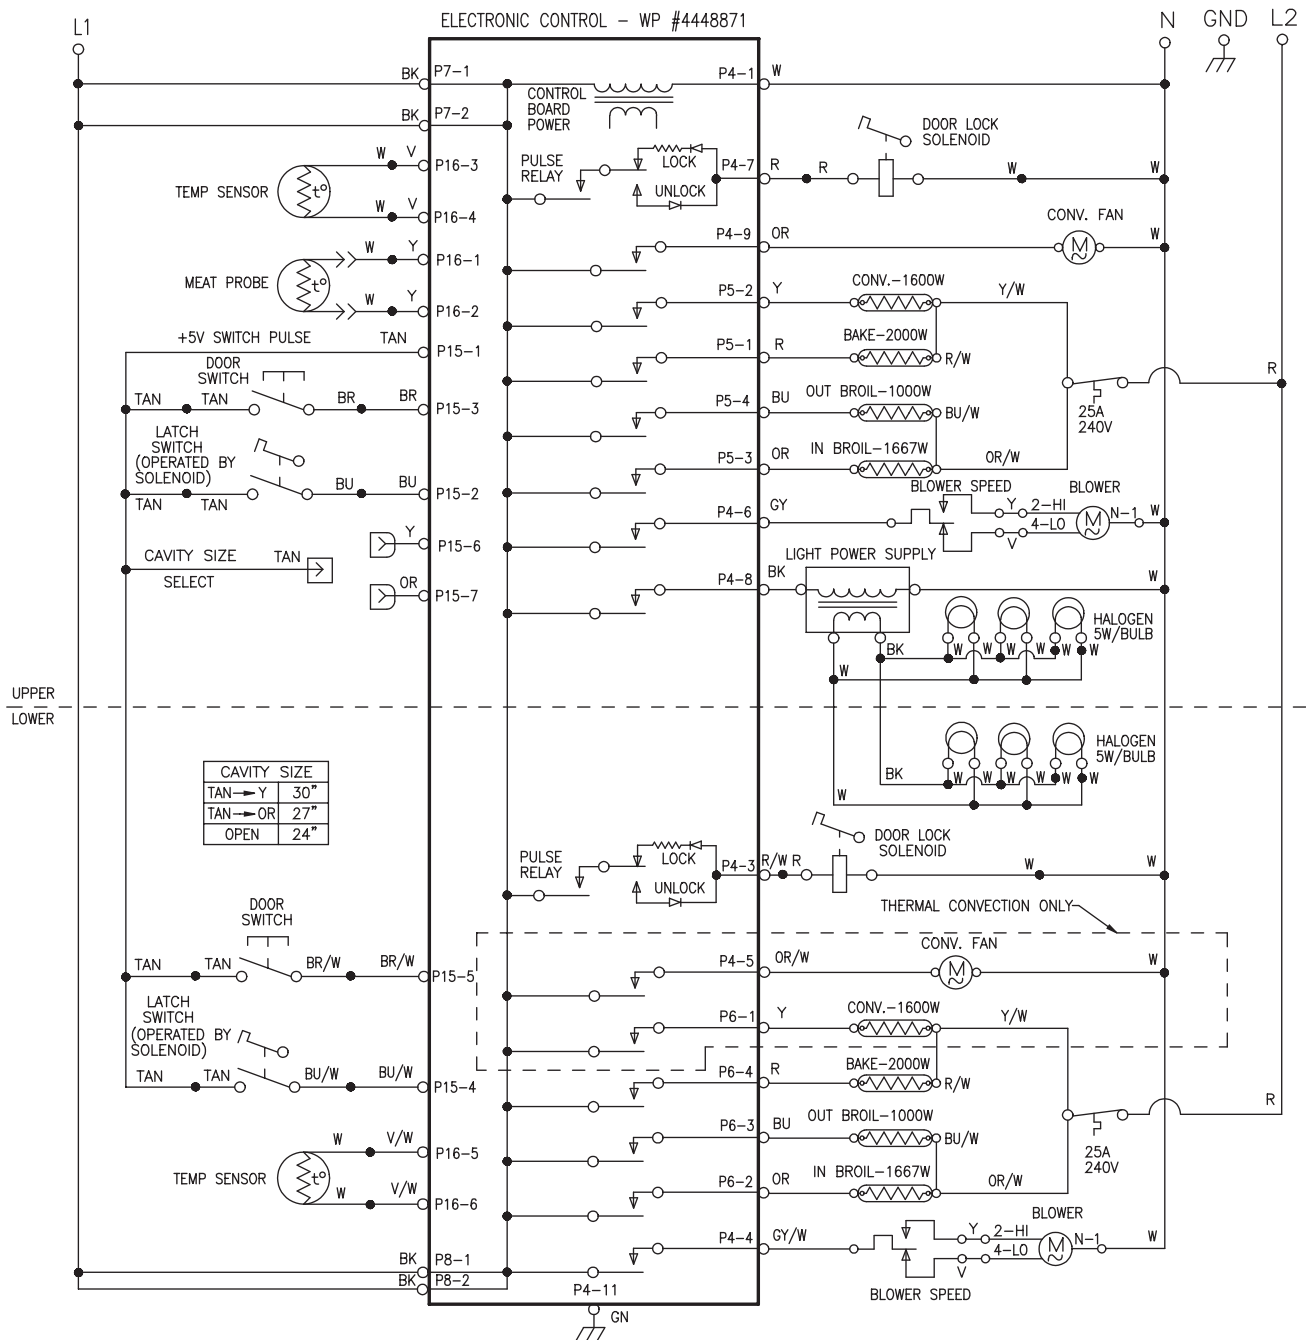 L1
ELECTRONIC CONTROL - WP #4448871
N
GND
L2
BK
P7-1
P4-1
W
CONTROL
BOARD
POWER
BK
P7-2
DOOR LOCK
SOLENOID
W
V
P16-3
PULSE
RELAY
LOCK
UNLOCK
P4-7
R
R
W
W
TEMP SENSOR
t°
W
V
P16-4
CONV. FAN
P4-9
OR
M
W
W
Y
P16-1
MEAT PROBE
t°
W
Y
P16-2
P5-2
Y
CONV.-1600W
Y/W
+5V SWITCH PULSE
TAN
P15-1
P5-1
R
BAKE-2000W
R/W
DOOR
SWITCH
TAN
TAN
BR
BR
P15-3
P5-4
BU
OUT BROIL-1000W
BU/W
25A
240V
R
LATCH
SWITCH
(OPERATED BY
SOLENOID)
TAN
TAN
BU
BU
P15-2
P5-3
OR
IN BROIL-1667W
OR/W
BLOWER SPEED
BLOWER
P4-6
GY
Y
2-HI
V
4-LO
M
N-1
W
Y
P15-6
CAVITY SIZE
SELECT
TAN
OR
P15-7
LIGHT POWER SUPPLY
P4-8
BK
W
HALOGEN
5W/BULB
BK
W
W
W
W
W
W
W
UPPER
LOWER
HALOGEN
5W/BULB
BK
W
W
W
W
W
W
W
CAVITY SIZE
TAN→Y 30"
TAN→OR 27"
OPEN 24"
PULSE
RELAY
LOCK
UNLOCK
P4-3
R/W
R
DOOR LOCK
SOLENOID
W
W
THERMAL CONVECTION ONLY
DOOR
SWITCH
TAN
TAN
BR/W
BR/W
P15-5
P4-5
OR/W
CONV. FAN
M
W
LATCH
SWITCH
(OPERATED BY
SOLENOID)
P6-1
Y
CONV.-1600W
Y/W
TAN
TAN
BU/W
BU/W
P15-4
P6-4
R
BAKE-2000W
R/W
R
P6-3
BU
OUT BROIL-1000W
BU/W
25A
240V
W
V/W
P16-5
TEMP SENSOR
t°
W
V/W
P16-6
P6-2
OR
IN BROIL-1667W
OR/W
BLOWER
P4-4
GY/W
Y
2-HI
V
4-LO
M
N-1
W
BLOWER SPEED
BK
P8-1
BK
P8-2
P4-11
GN